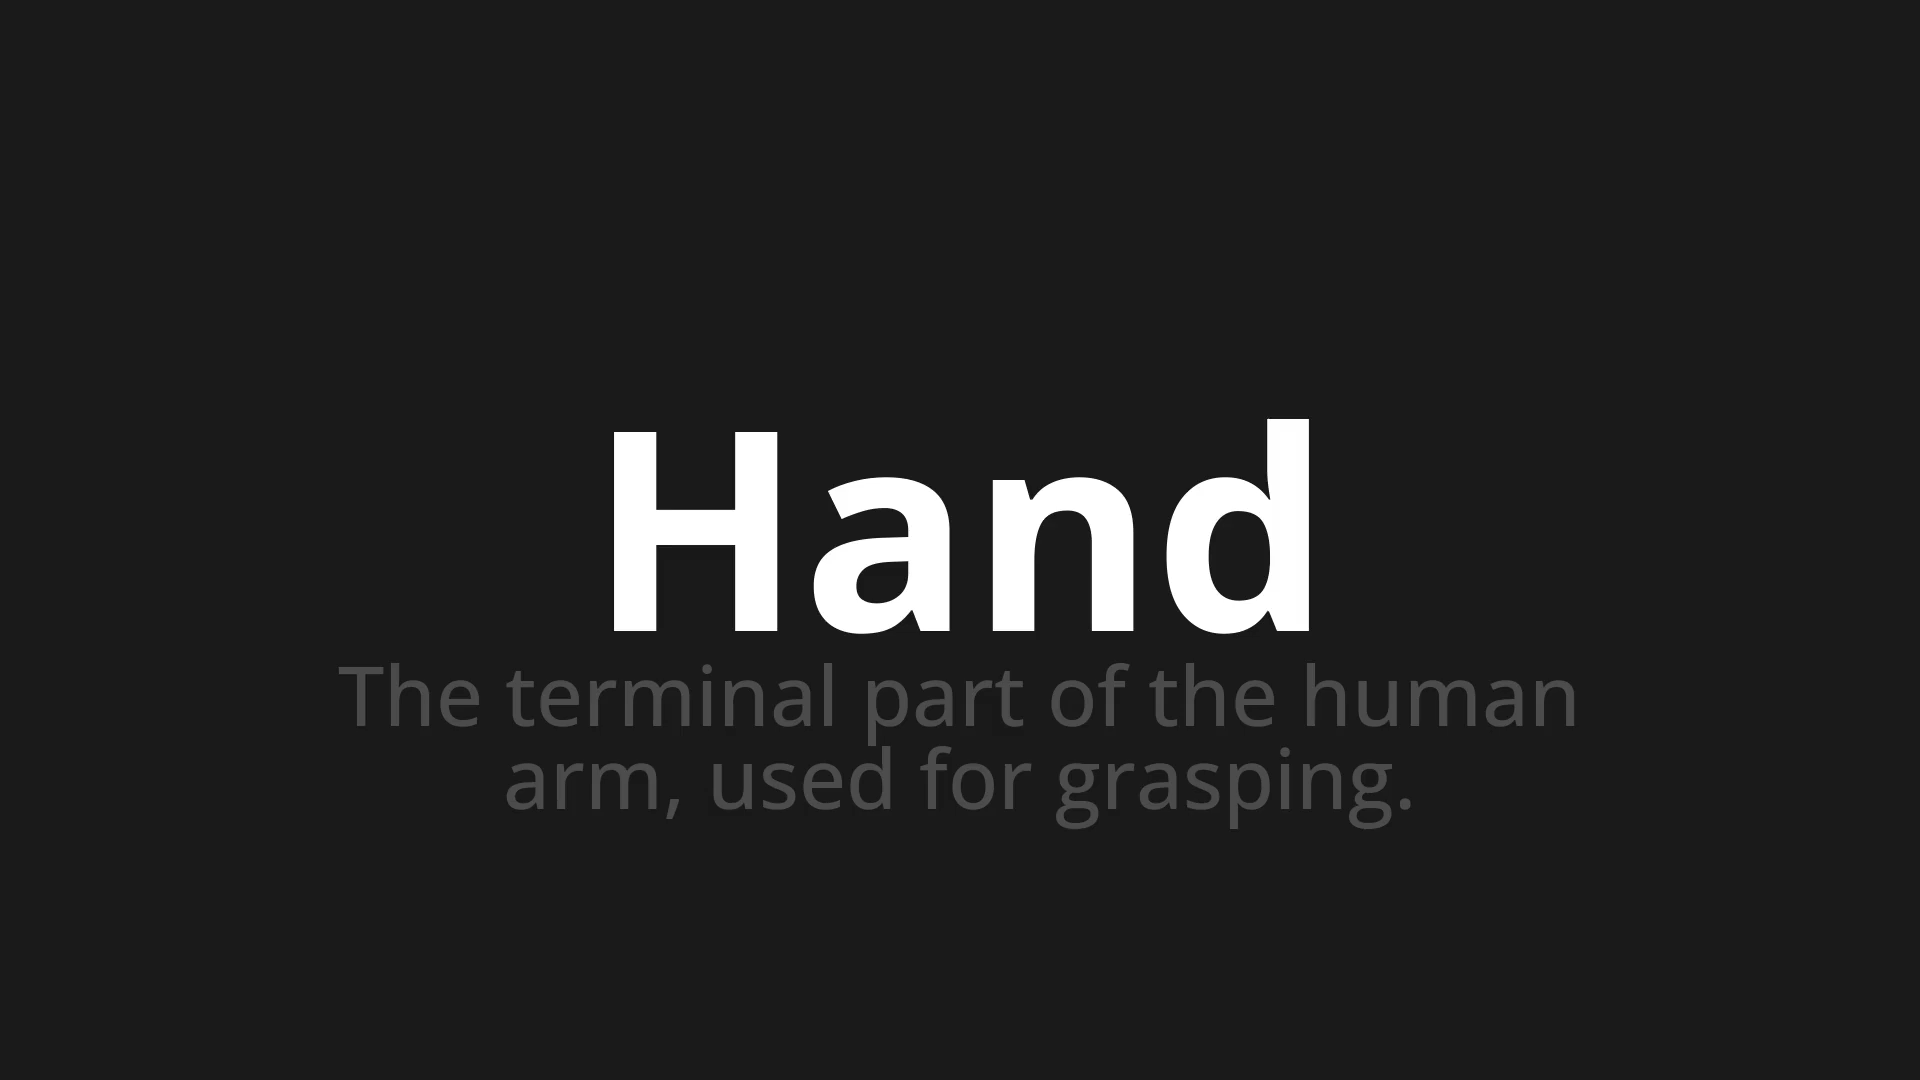 Hand
The terminal part of the human
arm, used for grasping.